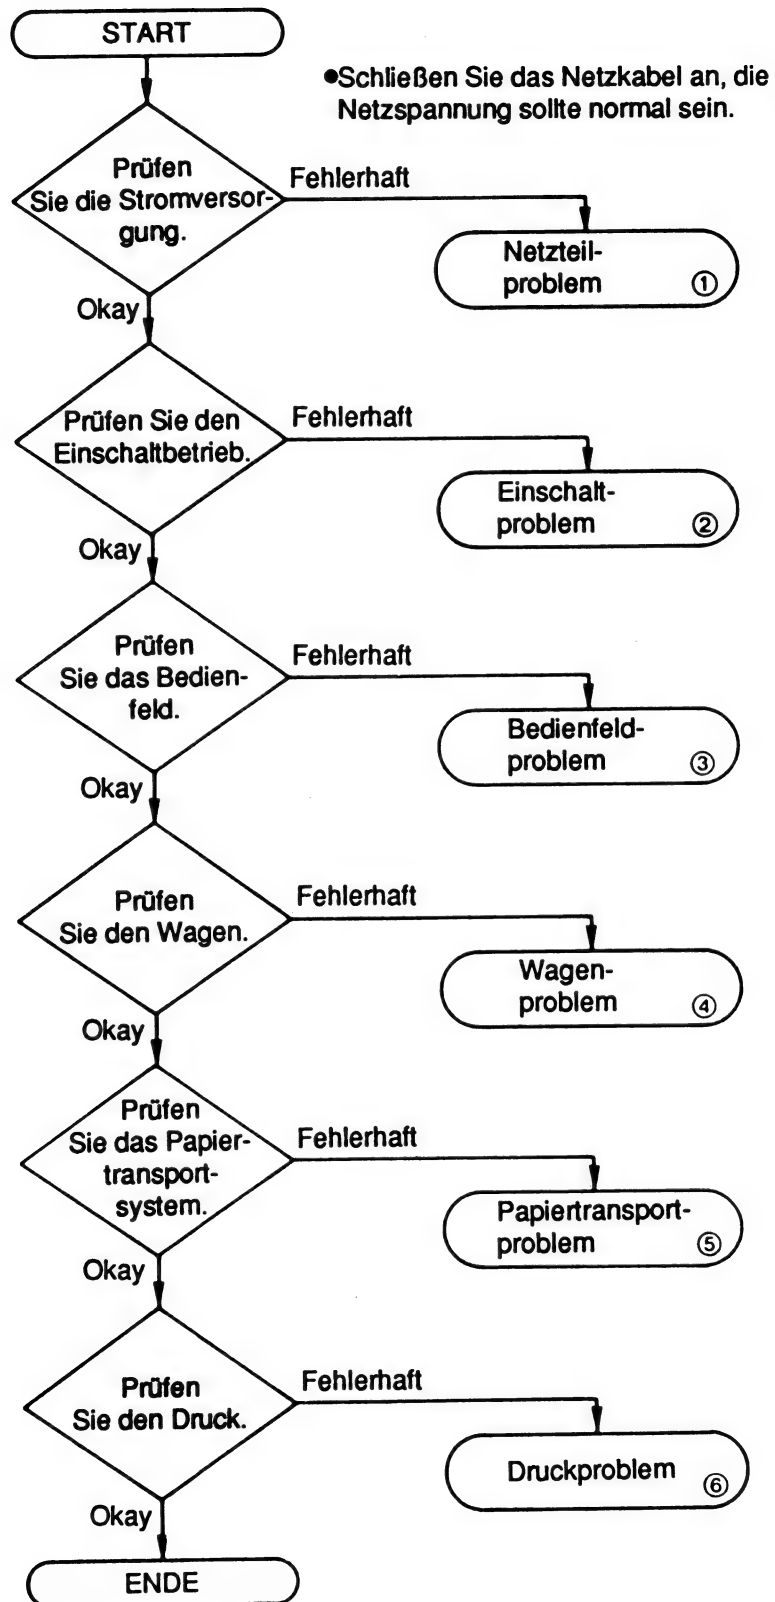 START
●Schließen Sie das Netzkabel an, die
Netzspannung sollte normal sein.
Prüfen
Sie die Stromversor-
gung.
Fehlerhaft
Netzteil-
problem ①
Okay
Prüfen Sie den
Einschaltbetrieb.
Fehlerhaft
Einschalt-
problem ②
Okay
Prüfen
Sie das Bedien-
feld.
Fehlerhaft
Bedienfeld-
problem ③
Okay
Prüfen
Sie den Wagen.
Fehlerhaft
Wagen-
problem ④
Okay
Prüfen
Sie das Papier-
transport-
system.
Fehlerhaft
Papiertransport-
problem ⑤
Okay
Prüfen
Sie den Druck.
Fehlerhaft
Druckproblem ⑥
Okay
ENDE